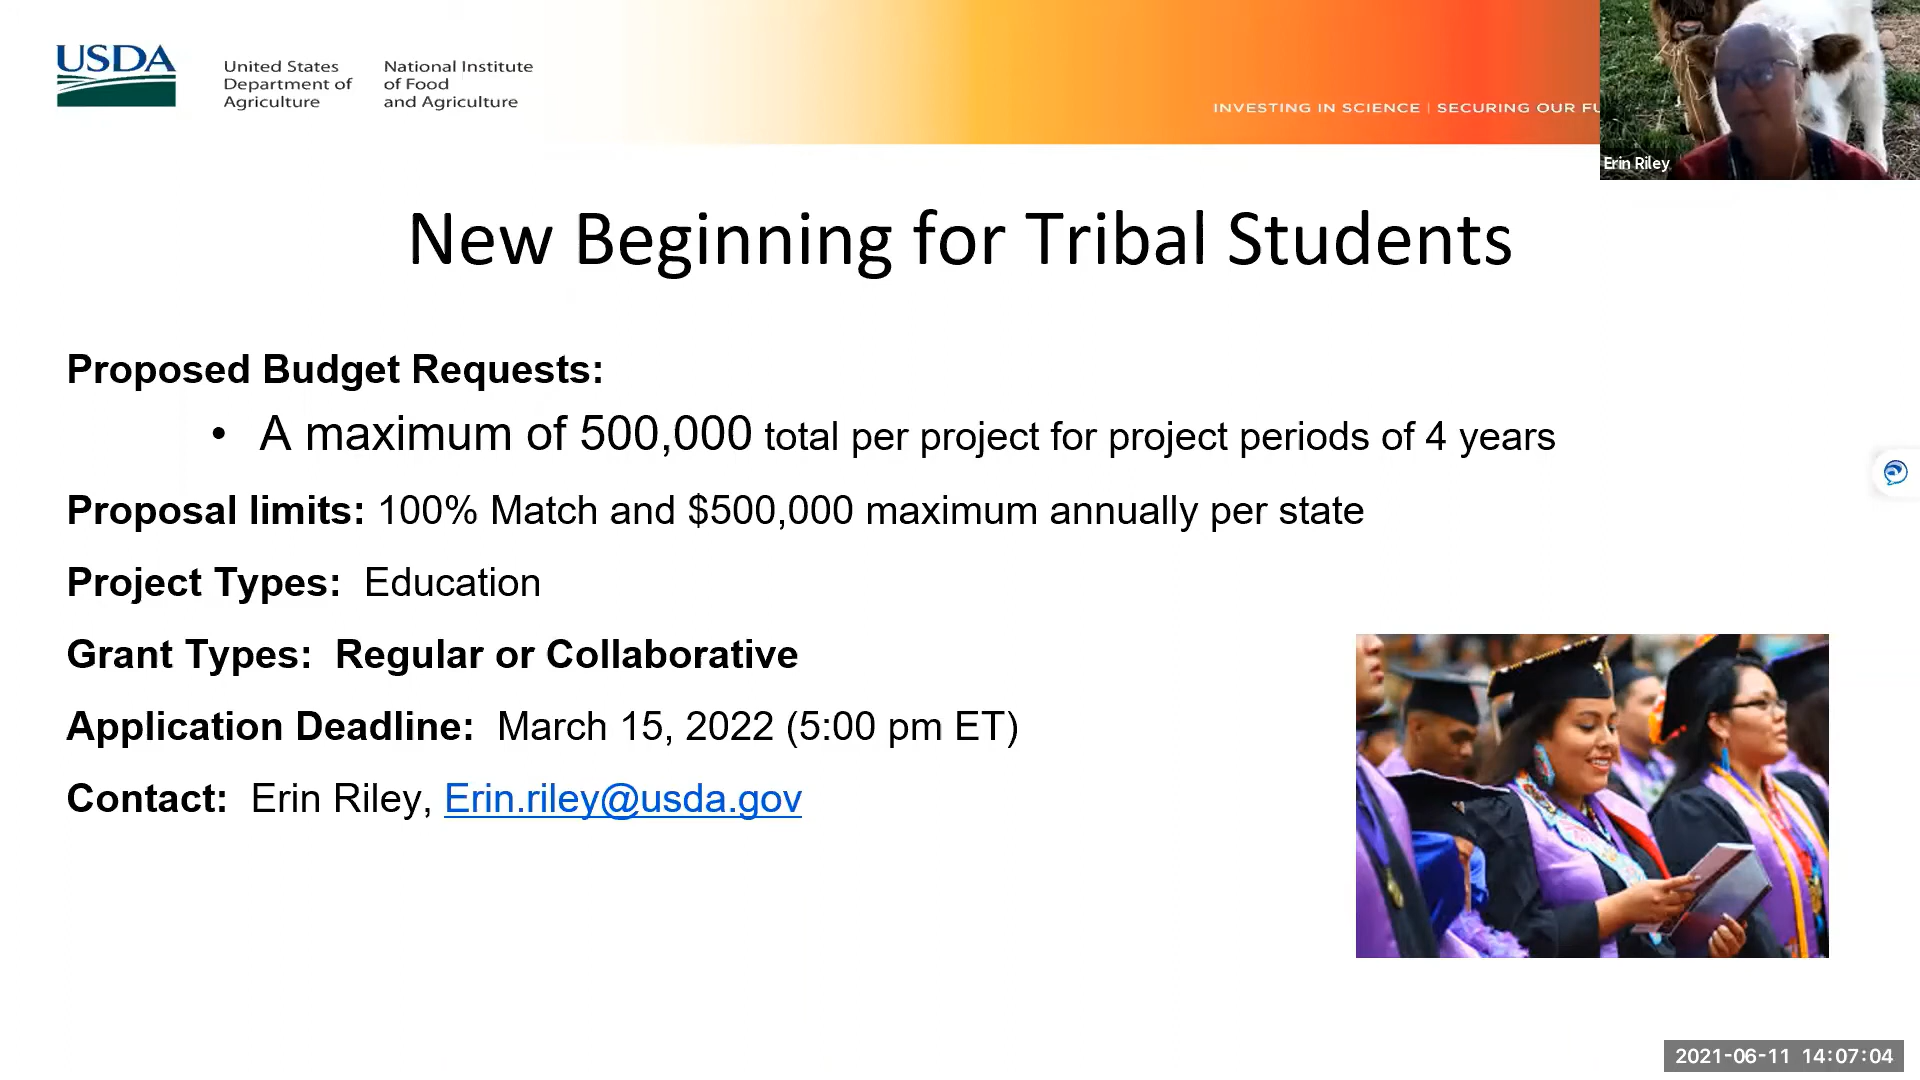 USDA
United States
Department of
Agriculture
National Institute
of Food
and Agriculture
INVESTING IN SCIENCE | SECURING OUR FU
Erin Riley
New Beginning for Tribal Students
Proposed Budget Requests:
• A maximum of 500,000 total per project for project periods of 4 years
Proposal limits: 100% Match and $500,000 maximum annually per state
Project Types: Education
Grant Types: Regular or Collaborative
Application Deadline: March 15, 2022 (5:00 pm ET)
Contact: Erin Riley, Erin.riley@usda.gov
2021-06-11 14:07:04